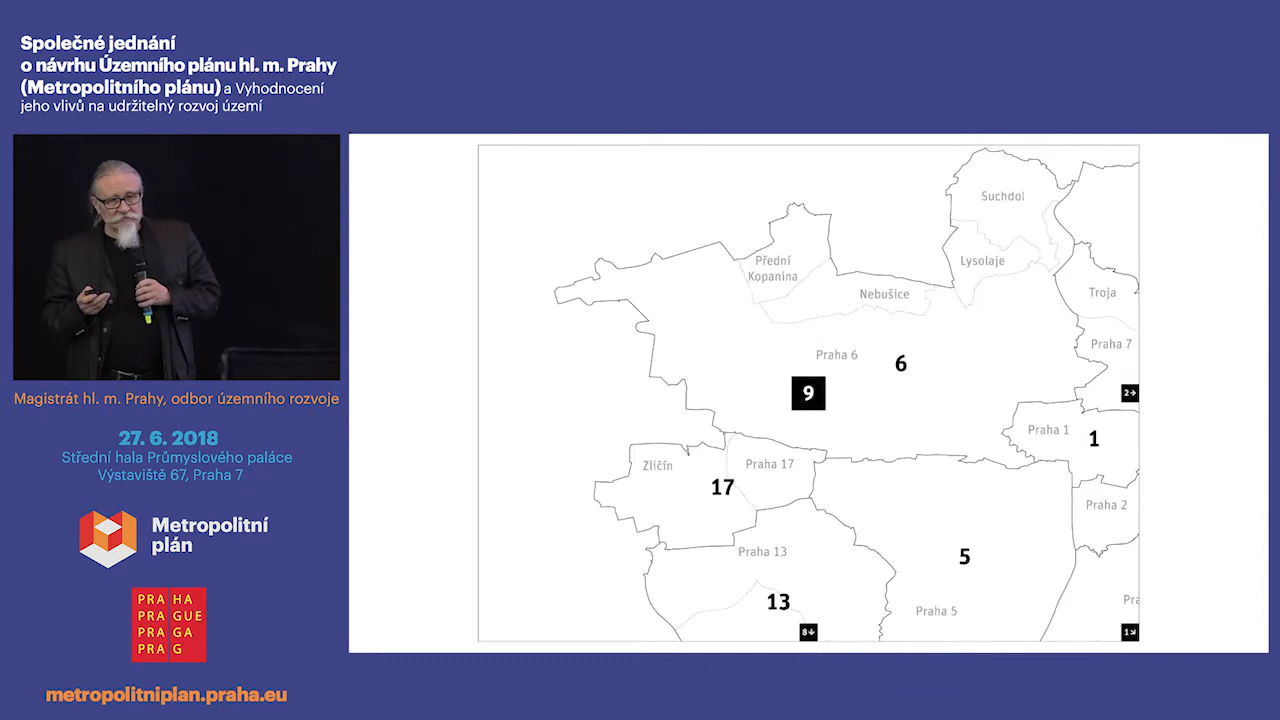 Společné jednání
o návrhu Územního plánu hl. m. Prahy
(Metropolitního plánu) a Vyhodnocení
jeho vlivů na udržitelný rozvoj území
Magistrát hl. m. Prahy, odbor územního rozvoje
27. 6. 2018
Střední hala Průmyslového paláce
Výstaviště 67, Praha 7
Metropolitní
plán
PRA HA
PRA GUE
PRA GA
PRA G
metropolitniplan.praha.eu
Suchdol
Přední
Kopanina
Lysolaje
Nebušice
Troja
Praha 7
Praha 6
6
9
2→
Praha 1
1
Zličín
Praha 17
17
Praha 2
Praha 13
5
13
Praha 5
8↓
1↘